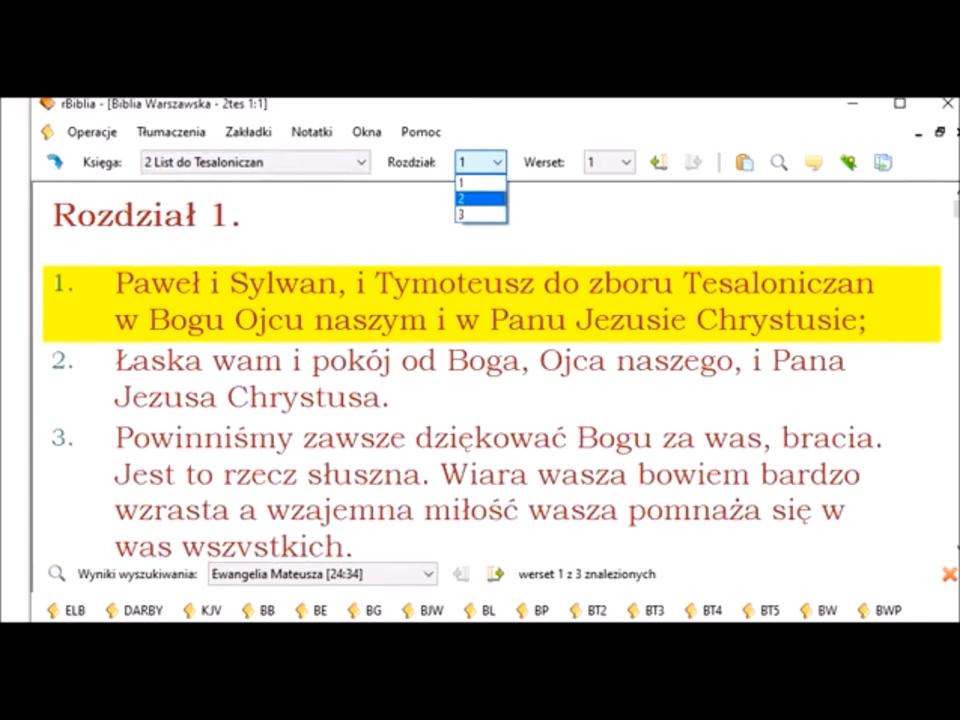 rBiblia - [Biblia Warszawska - 2tes 1:1]
Operacje Tłumaczenia Zakładki Notatki Okna Pomoc
Księga: 2 List do Tesaloniczan Rozdział: 1 Werset: 1
1
2
3
Rozdział 1.
1. Paweł i Sylwan, i Tymoteusz do zboru Tesaloniczan
w Bogu Ojcu naszym i w Panu Jezusie Chrystusie;
2. Łaska wam i pokój od Boga, Ojca naszego, i Pana
Jezusa Chrystusa.
3. Powinniśmy zawsze dziękować Bogu za was, bracia.
Jest to rzecz słuszna. Wiara wasza bowiem bardzo
wzrasta a wzajemna miłość wasza pomnaża się w
was wszystkich.
Wyniki wyszukiwania: Ewangelia Mateusza [24:34] werset 1 z 3 znalezionych
ELB DARBY KJV BB BE BG BJW BL BP BT2 BT3 BT4 BT5 BW BWP